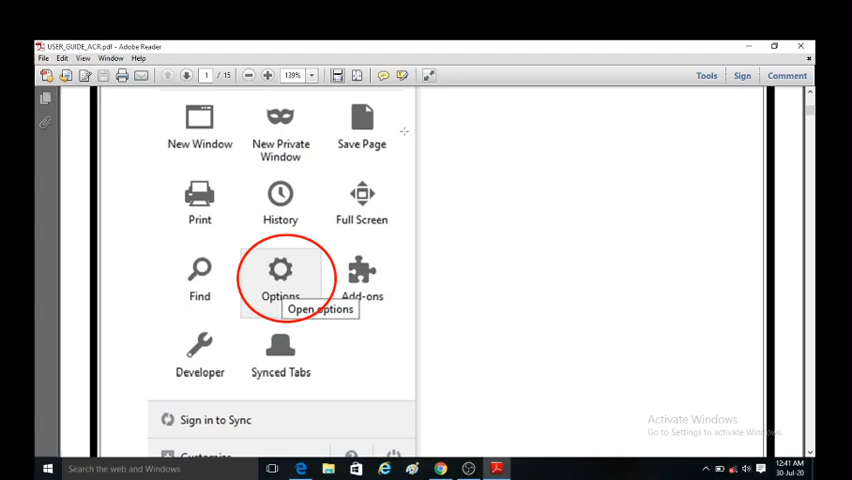 USER_GUIDE_ACR.pdf - Adobe Reader
File Edit View Window Help
1 / 15 139% Tools Sign Comment
New Window New Private Window Save Page
Print History Full Screen
Find Options Add-ons
Open options
Developer Synced Tabs
Sign in to Sync
Customize
Activate Windows
Go to Settings to activate Windows.
Search the web and Windows
12:41 AM
30-Jul-20